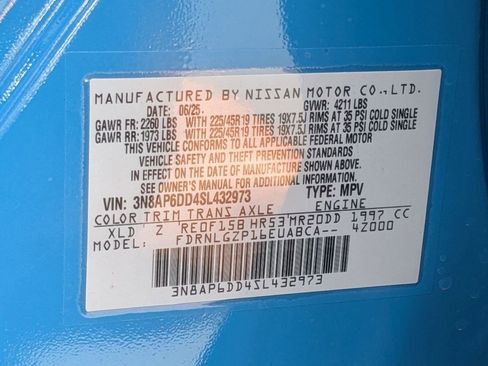 MANUFACTURED BY NISSAN MOTOR CO., LTD.
DATE: 06/25 GVWR: 4211 LBS
GAWR FR: 2260 LBS WITH 225/45R19 TIRES 19X7.5J RIMS AT 35 PSI COLD SINGLE
GAWR RR: 1973 LBS WITH 225/45R19 TIRES 19X7.5J RIMS AT 35 PSI COLD SINGLE
THIS VEHICLE CONFORMS TO ALL APPLICABLE FEDERAL MOTOR
VEHICLE SAFETY AND THEFT PREVENTION STANDARDS
IN EFFECT ON THE DATE OF MANUFACTURE SHOWN ABOVE.
SEE OWNER'S MANUAL FOR ADDITIONAL INFORMATION.
VIN: 3N8AP6DD4SL432973 TYPE: MPV
COLOR TRIM TRANS AXLE ENGINE
XLD Z RE0F15B HR53 MR20DD 1997 CC
MODEL: FDRNLGZP16EUABCA-- 4Z000
3N8AP6DD4SL432973